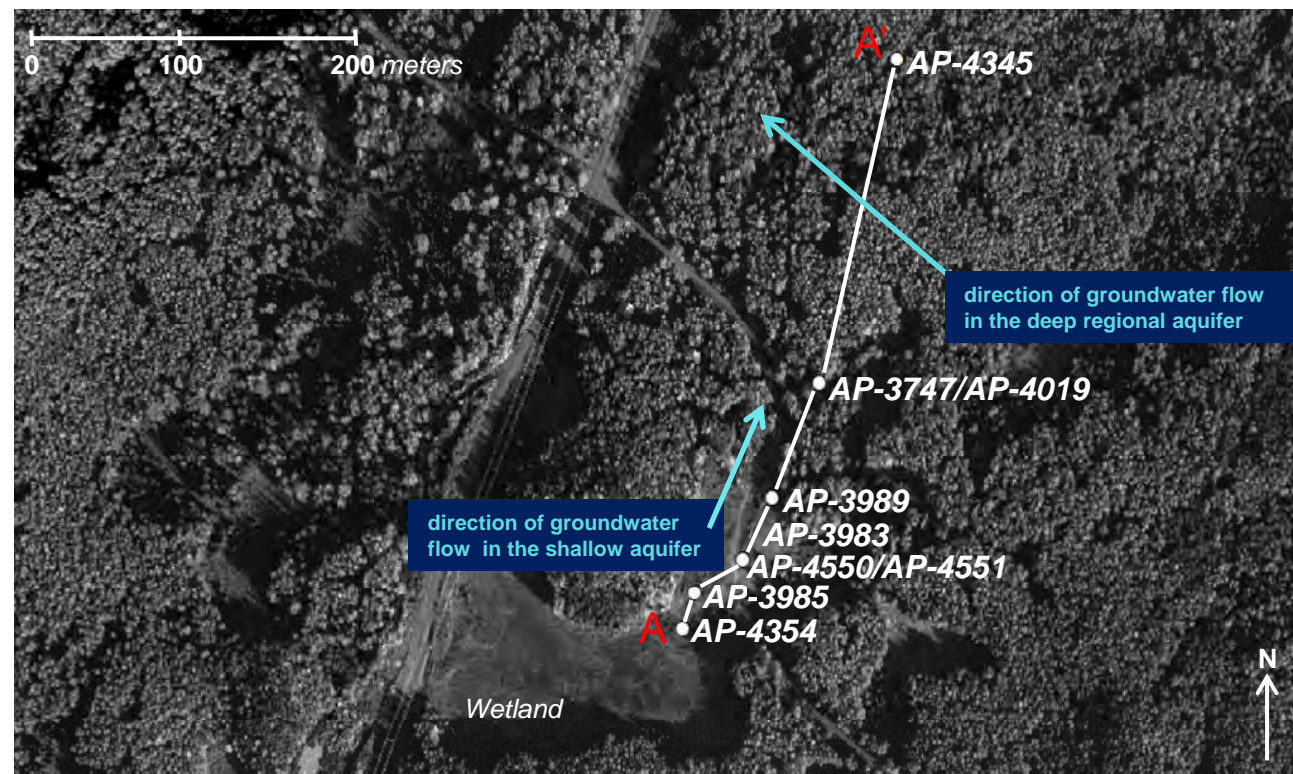 A'
AP-4345
0 100 200 meters
direction of groundwater flow
in the deep regional aquifer
AP-3747/AP-4019
AP-3989
direction of groundwater
flow in the shallow aquifer
AP-3983
AP-4550/AP-4551
AP-3985
A
AP-4354
N
Wetland